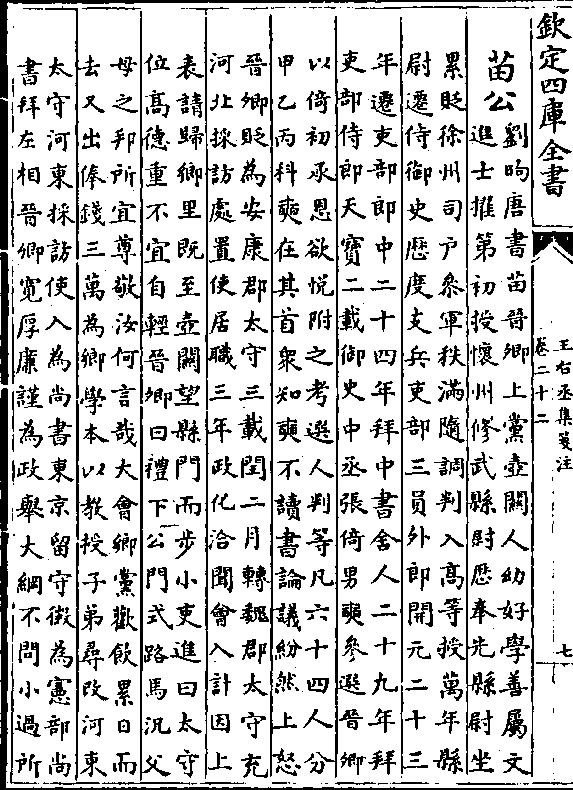 欽定四庫全書
王右丞集箋注
卷二十二
七
苗公
劉昫唐書苗晉卿上黨壺關人幼好學善屬文
進士擢第初授懷州修武縣尉歷奉先縣尉坐
累貶徐州司户參軍秩滿隨調判入高等授萬年縣
尉遷侍御史歷度支兵吏部三員外郎開元二十三
年遷吏部郎中二十四年拜中書舍人二十九年拜
吏部侍郎天寶二載御史中丞張倚男奭參選晉卿
以倚初承恩欲悅附之考選人判等凡六十四人分
甲乙丙科奭在其首衆知奭不讀書論議紛然上怒
晉卿貶為安康郡太守三載閏二月轉魏郡太守充
河北採訪處置使居職三年政化洽聞會入計因上
表請歸鄉里既至壺關望縣門而步小吏進曰太守
位高德重不宜自輕晉卿曰禮下公門式路馬況父
母之邦所宜尊敬汝何言哉大會鄉黨歡飲累日而
去又出俸錢三萬為鄉學本以教授子弟尋改河東
太守河東採訪使入為尚書東京留守徵為憲部尚
書拜左相晉卿寬厚廉謹為政舉大綱不問小過所